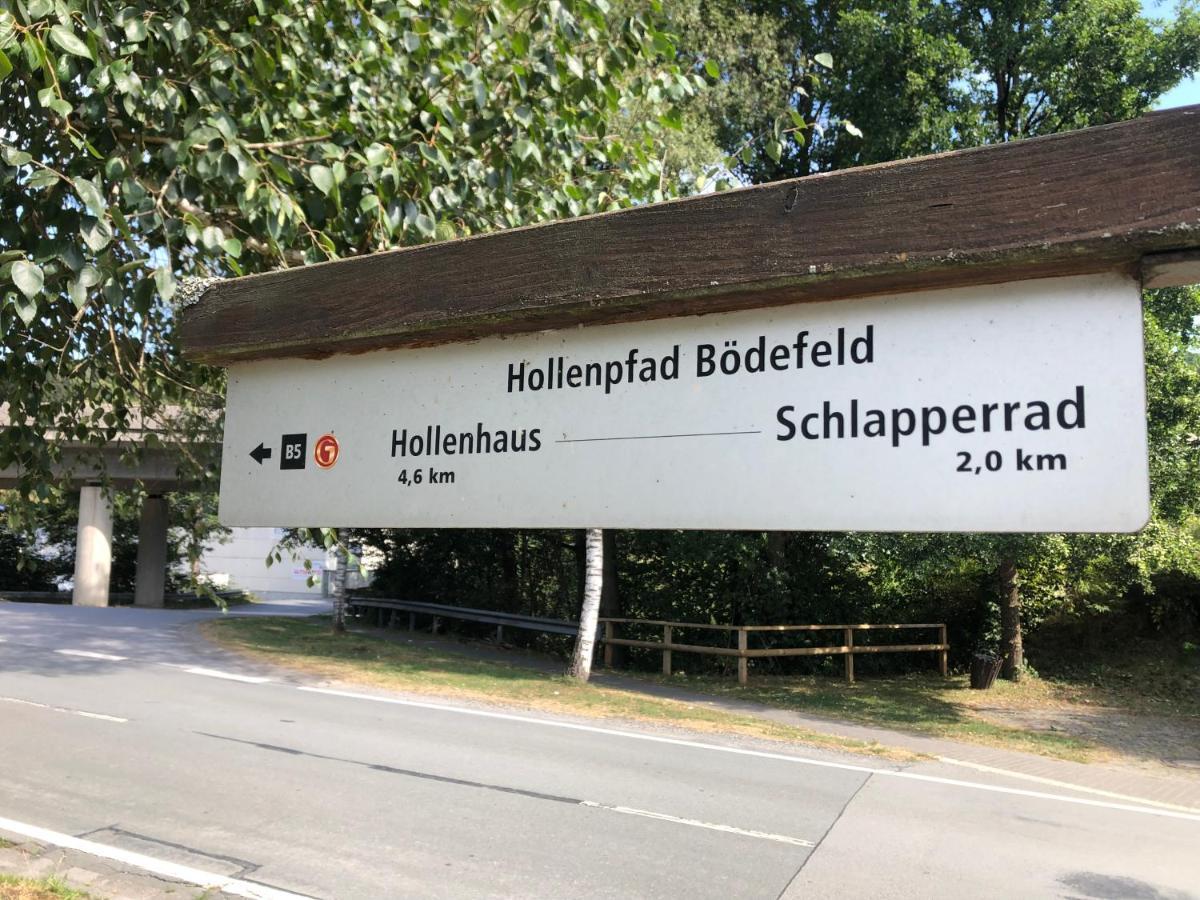 Hollenpfad Bödefeld
B5 G Hollenhaus Schlapperrad
4,6 km 2,0 km